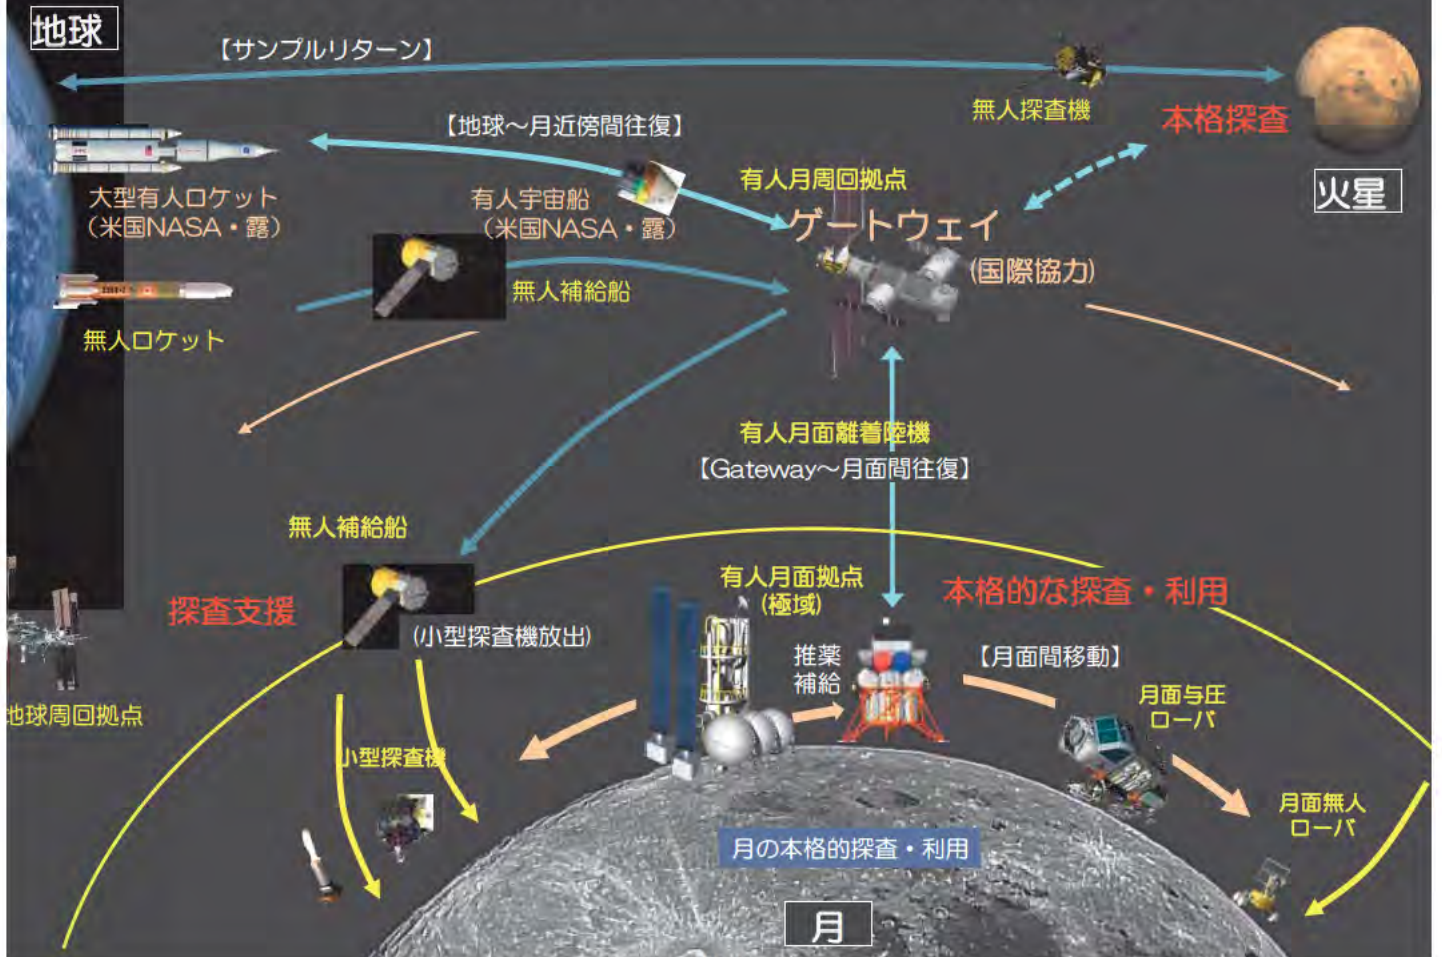 地球
【サンプルリターン】
無人探査機
本格探査
火星
【地球～月近傍間往復】
大型有人ロケット
（米国NASA・露）
有人宇宙船
（米国NASA・露）
有人月周回拠点
ゲートウェイ
(国際協力)
無人補給船
無人ロケット
有人月面離着陸機
【Gateway～月面間往復】
無人補給船
探査支援
(小型探査機放出)
有人月面拠点
(極域)
本格的な探査・利用
推薬
補給
【月面間移動】
月面与圧
ローバ
地球周回拠点
小型探査機
月面無人
ローバ
月の本格的探査・利用
月